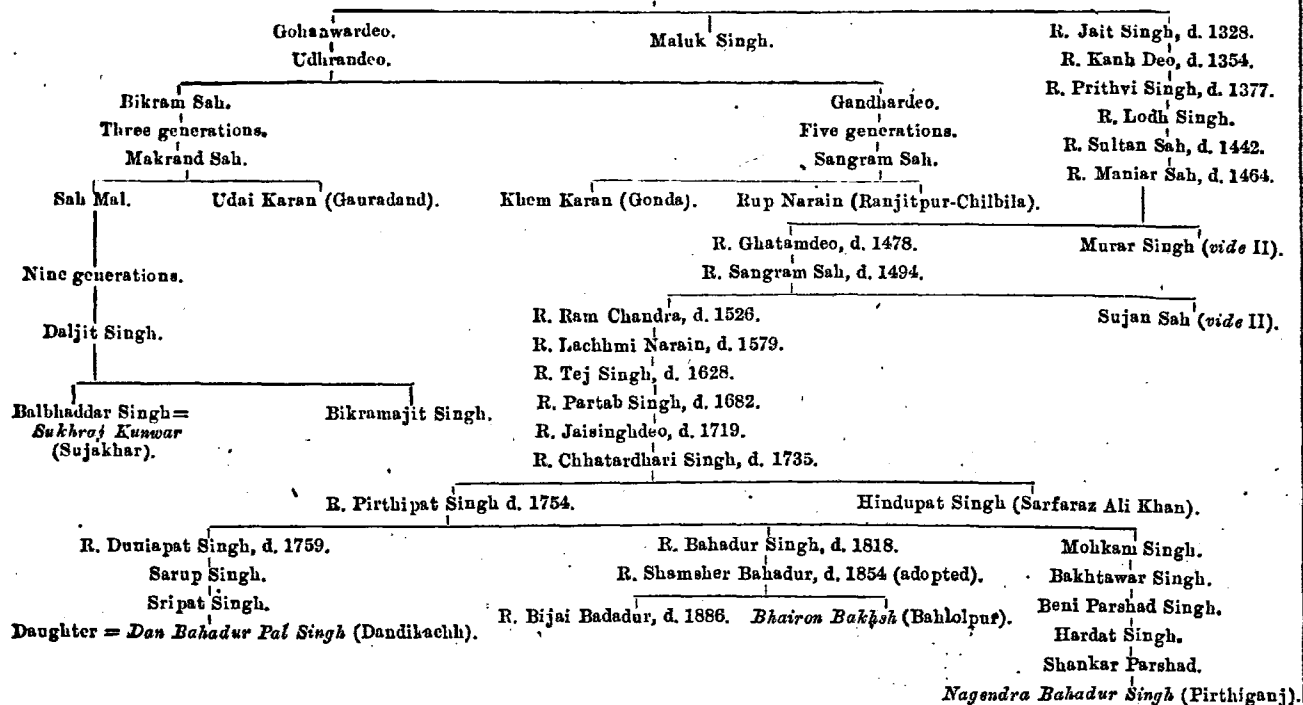 Gohanwardeo. Maluk Singh. R. Jait Singh, d. 1328.
Udhrandeo. R. Kanh Deo, d. 1354.
Bikram Sah. Gandhardeo. R. Prithvi Singh, d. 1377.
Three generations. Five generations. R. Lodh Singh.
Makrand Sah. Sangram Sah. R. Sultan Sah, d. 1442.
R. Maniar Sah, d. 1464.
Sah Mal. Udai Karan (Gauradand). Khem Karan (Gonda). Rup Narain (Ranjitpur-Chilbila).
R. Ghatamdeo, d. 1478. Murar Singh (vide II).
Nine generations. R. Sangram Sah, d. 1494.
R. Ram Chandra, d. 1526. Sujan Sah (vide II).
Daljit Singh. R. Lachhmi Narain, d. 1579.
R. Tej Singh, d. 1628.
Balbhaddar Singh= Bikramajit Singh. R. Partab Singh, d. 1682.
Sukhraj Kunwar R. Jaisinghdeo, d. 1719.
(Sujakhar). R. Chhatardhari Singh, d. 1735.
R. Pirthipat Singh d. 1754. Hindupat Singh (Sarfaraz Ali Khan).
R. Duniapat Singh, d. 1759. R. Bahadur Singh, d. 1818. Mohkam Singh.
Sarup Singh. R. Shamsher Bahadur, d. 1854 (adopted). Bakhtawar Singh.
Sripat Singh. R. Bijai Badadur, d. 1886. Bhairon Bakhsh (Bahlolpur). Beni Parshad Singh.
Daughter = Dan Bahadur Pal Singh (Dandikachh). Hardat Singh.
Shankar Parshad.
Nagendra Bahadur Singh (Pirthiganj).